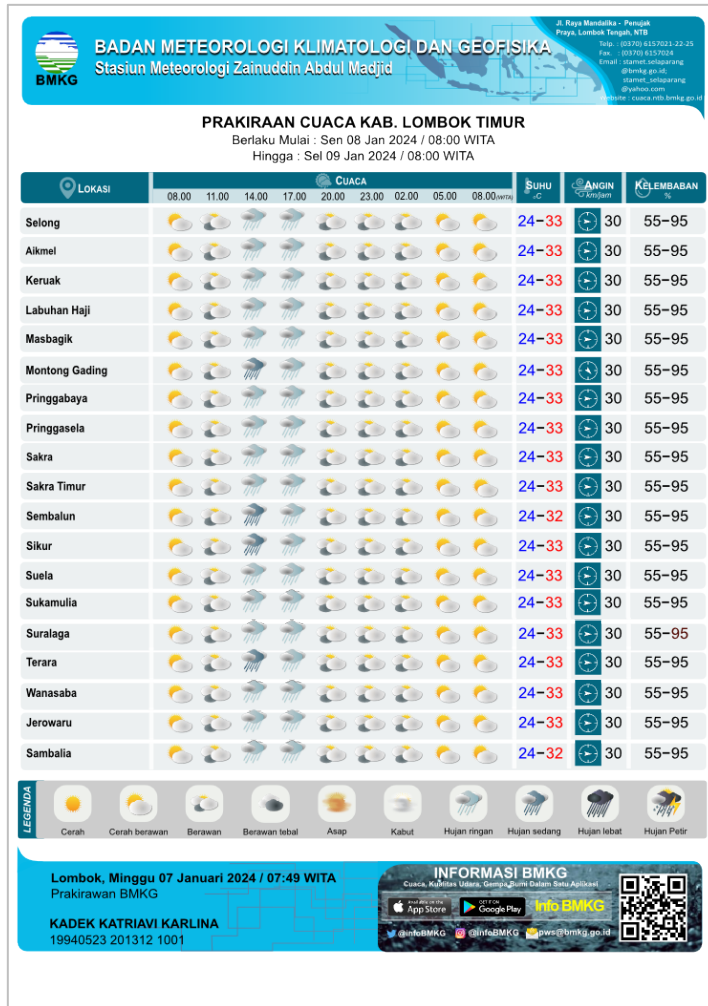 Jl. Raya Mandalika - Penujak
Praya, Lombok Tengah, NTB
Telp. : (0370) 6157021-22-25
Fax. : (0370) 6157024
Email : stamet.selaparang
@bmkg.go.id;
stamet_selaparang
@yahoo.com
Website : cuaca.ntb.bmkg.go.id
BMKG
BADAN METEOROLOGI KLIMATOLOGI DAN GEOFISIKA
Stasiun Meteorologi Zainuddin Abdul Madjid
PRAKIRAAN CUACA KAB. LOMBOK TIMUR
Berlaku Mulai : Sen 08 Jan 2024 / 08:00 WITA
Hingga : Sel 09 Jan 2024 / 08:00 WITA
LOKASI CUACA SUHU °C ANGIN km/jam KELEMBABAN %
08.00 11.00 14.00 17.00 20.00 23.00 02.00 05.00 08.00 (WITA)
Selong 24-33 30 55-95
Aikmel 24-33 30 55-95
Keruak 24-33 30 55-95
Labuhan Haji 24-33 30 55-95
Masbagik 24-33 30 55-95
Montong Gading 24-33 30 55-95
Pringgabaya 24-33 30 55-95
Pringgasela 24-33 30 55-95
Sakra 24-33 30 55-95
Sakra Timur 24-33 30 55-95
Sembalun 24-32 30 55-95
Sikur 24-33 30 55-95
Suela 24-33 30 55-95
Sukamulia 24-33 30 55-95
Suralaga 24-33 30 55-95
Terara 24-33 30 55-95
Wanasaba 24-33 30 55-95
Jerowaru 24-33 30 55-95
Sambalia 24-32 30 55-95
LEGENDA
Cerah Cerah berawan Berawan Berawan tebal Asap Kabut Hujan ringan Hujan sedang Hujan lebat Hujan Petir
Lombok, Minggu 07 Januari 2024 / 07:49 WITA
Prakirawan BMKG
KADEK KATRIAVI KARLINA
19940523 201312 1001
INFORMASI BMKG
Cuaca, Kualitas Udara, Gempa Bumi Dalam Satu Aplikasi
Available on the App Store GET IT ON Google Play Info BMKG
@infoBMKG @infoBMKG pws@bmkg.go.id